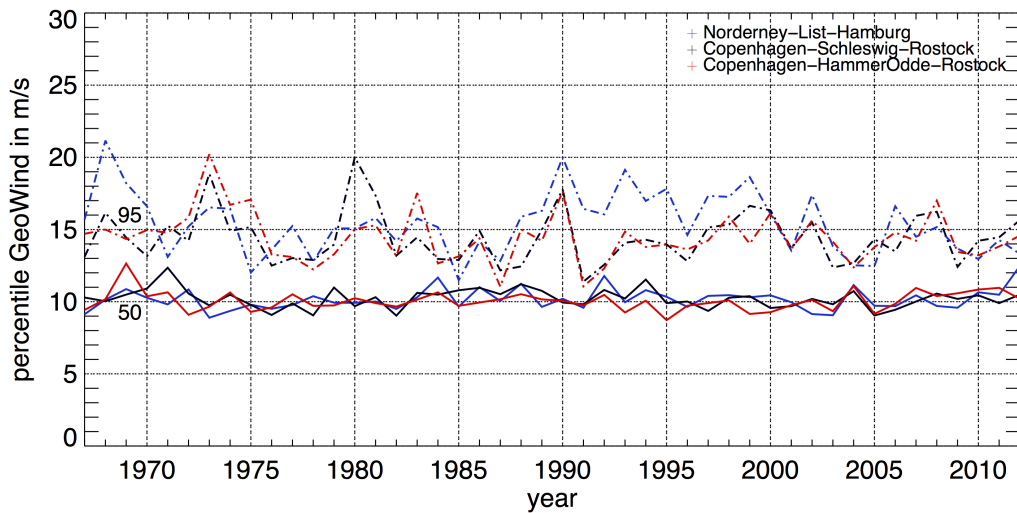 30
25
20
15
10
5
0
percentile GeoWind in m/s
Norderney-List-Hamburg
Copenhagen-Schleswig-Rostock
Copenhagen-HammerOdde-Rostock
95
50
1970 1975 1980 1985 1990 1995 2000 2005 2010
year